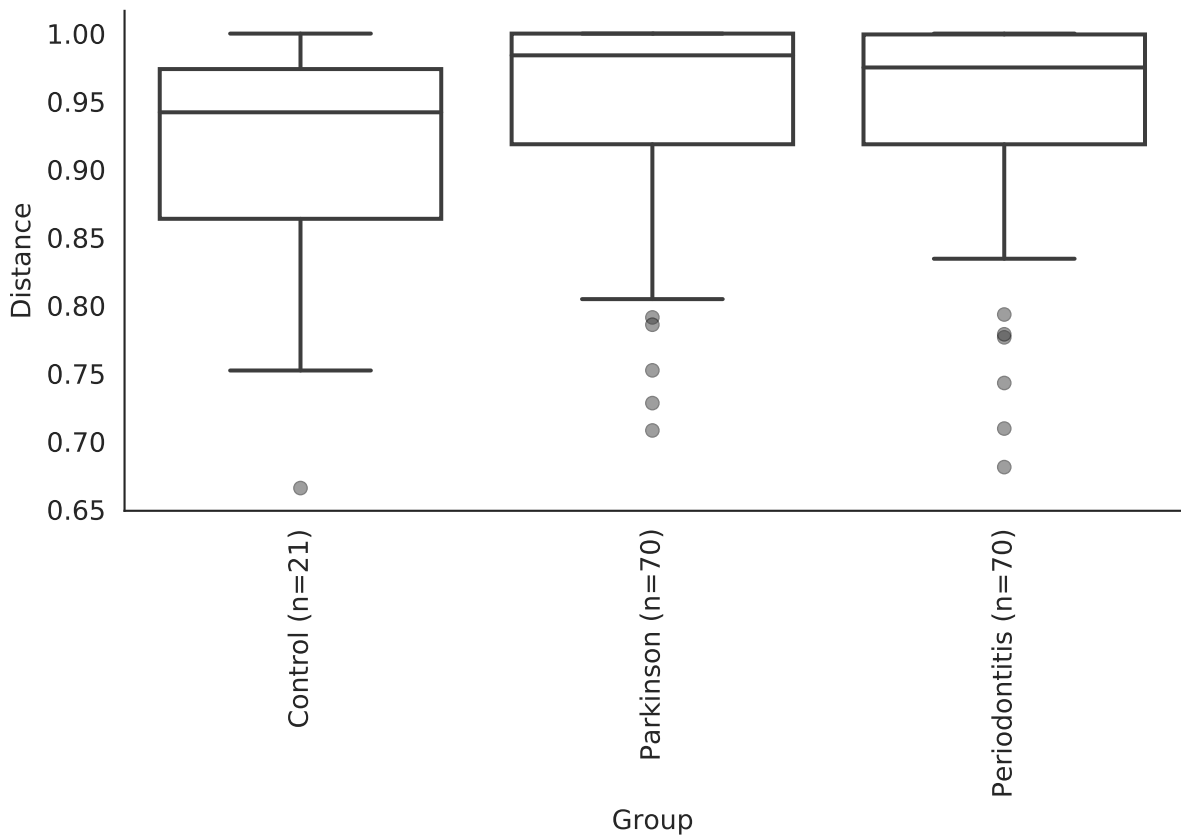 Distance
1.00
0.95
0.90
0.85
0.80
0.75
0.70
0.65
Control (n=21)
Parkinson (n=70)
Periodontitis (n=70)
Group